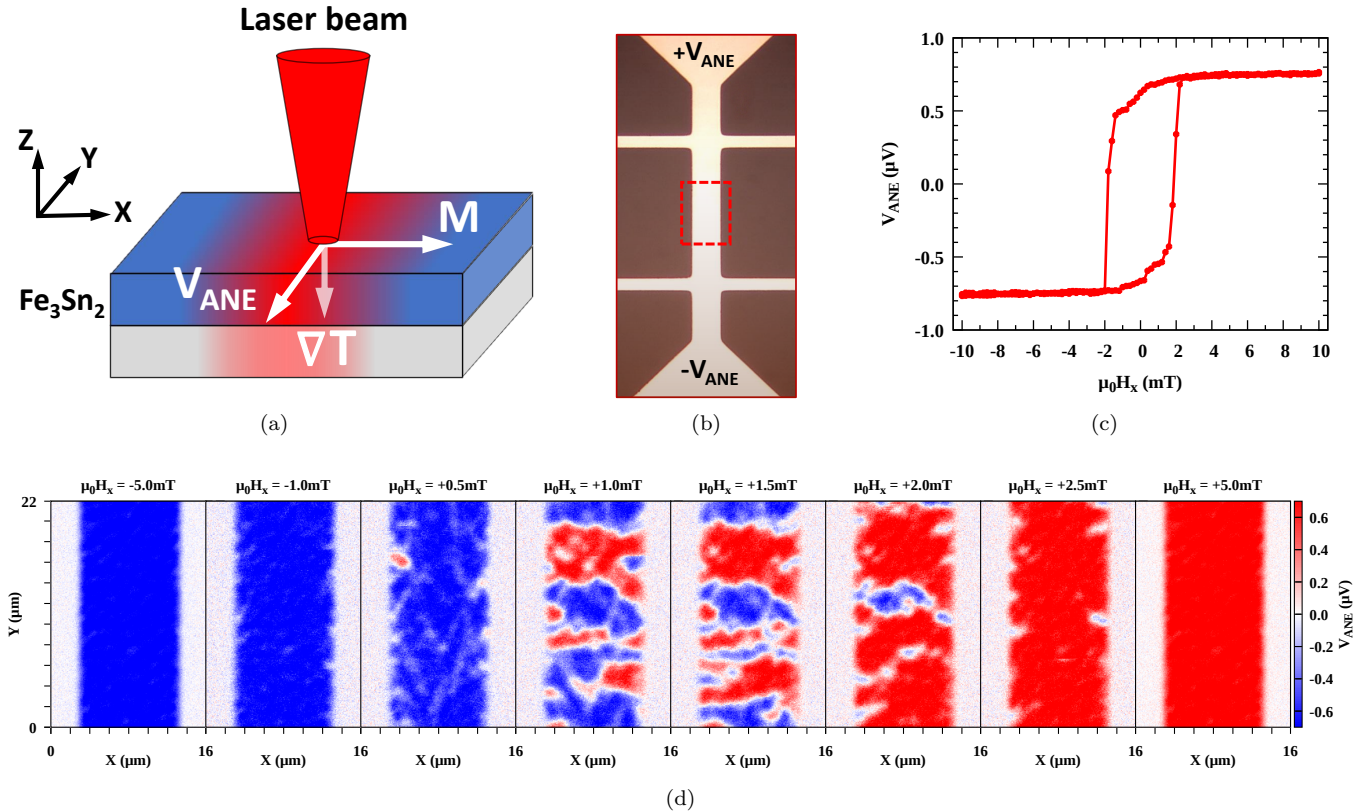 Laser beam
Z
Y
X
M
V_ANE
∇T
Fe₃Sn₂
(a)
+V_ANE
-V_ANE
(b)
1.0
0.5
0.0
-0.5
-1.0
V_ANE (μV)
-10 -8 -6 -4 -2 0 2 4 6 8 10
μ₀Hₓ (mT)
(c)
μ₀Hₓ = -5.0mT μ₀Hₓ = -1.0mT μ₀Hₓ = +0.5mT μ₀Hₓ = +1.0mT μ₀Hₓ = +1.5mT μ₀Hₓ = +2.0mT μ₀Hₓ = +2.5mT μ₀Hₓ = +5.0mT
22
Y (μm)
0
0.6
0.4
0.2
0.0
-0.2
-0.4
-0.6
V_ANE (μV)
0 16 16 16 16 16 16 16 16
X (μm) X (μm) X (μm) X (μm) X (μm) X (μm) X (μm) X (μm)
(d)